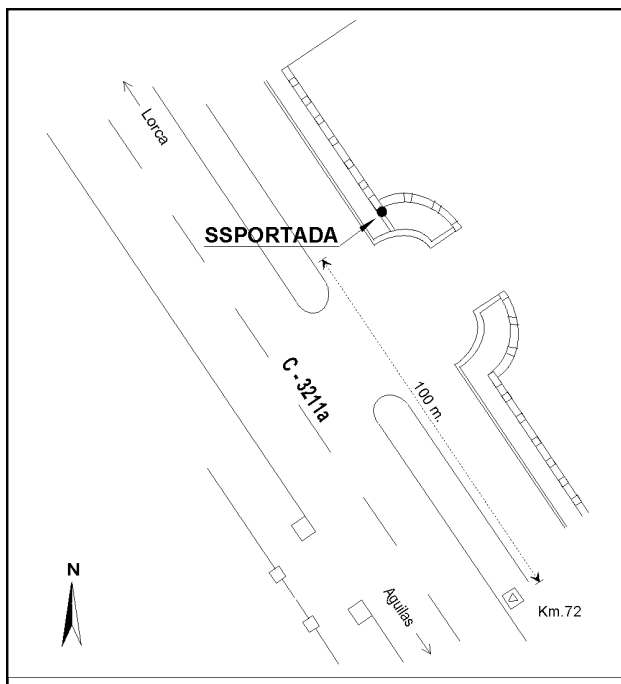 Lorca
SSPORTADA
C - 3211a
100 m.
Aguilas
Km.72
N